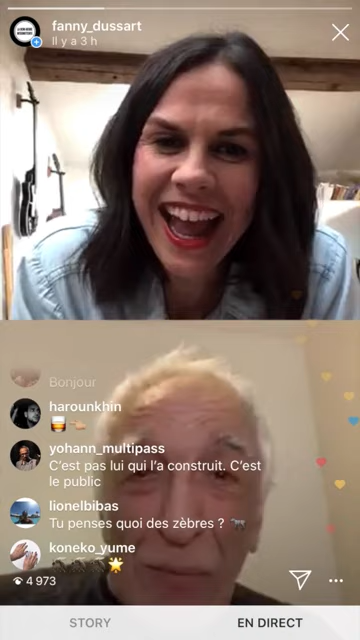 fanny_dussart
Il y a 3 h
Bonjour
harounkhin
yohann_multipass
C'est pas lui qui l'a construit. C'est
le public
lionelbibas
Tu penses quoi des zèbres ? 🦓
koneko_yume
4 973
STORY
EN DIRECT